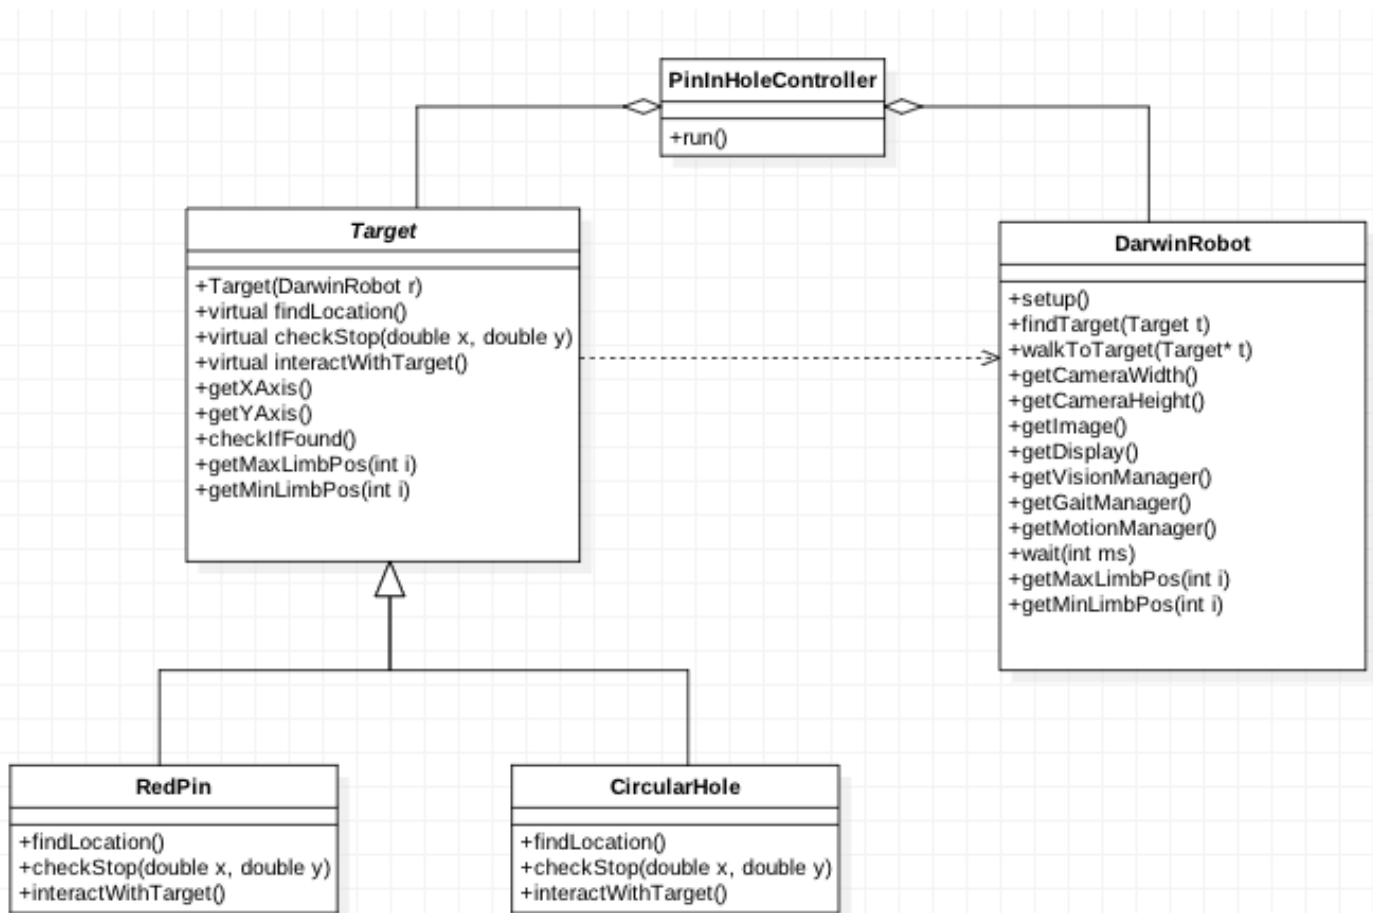 PinInHoleController
+run()
Target
+Target(DarwinRobot r)
+virtual findLocation()
+virtual checkStop(double x, double y)
+virtual interactWithTarget()
+getXAxis()
+getYAxis()
+checkIfFound()
+getMaxLimbPos(int i)
+getMinLimbPos(int i)
DarwinRobot
+setup()
+findTarget(Target t)
+walkToTarget(Target* t)
+getCameraWidth()
+getCameraHeight()
+getImage()
+getDisplay()
+getVisionManager()
+getGaitManager()
+getMotionManager()
+wait(int ms)
+getMaxLimbPos(int i)
+getMinLimbPos(int i)
RedPin
+findLocation()
+checkStop(double x, double y)
+interactWithTarget()
CircularHole
+findLocation()
+checkStop(double x, double y)
+interactWithTarget()